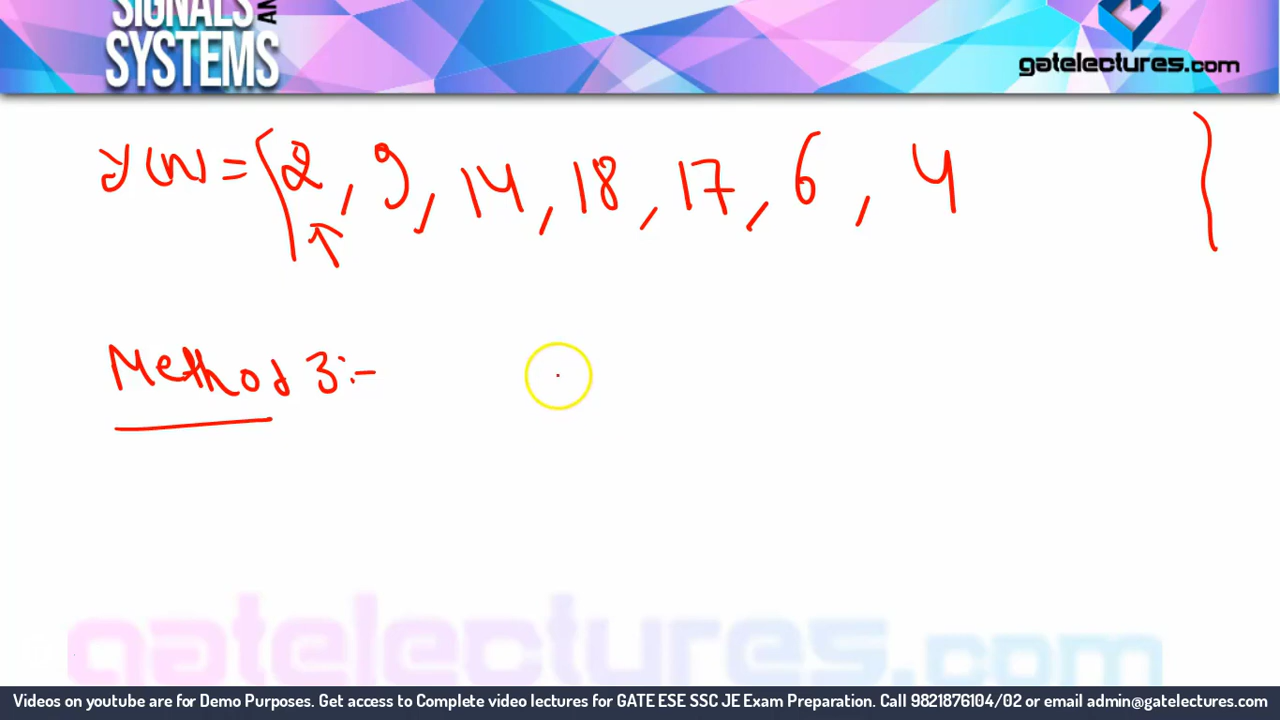 SIGNALS AND
SYSTEMS
gatelectures.com
y(n) = { 2, 9, 14, 18, 17, 6, 4 }
↑
Method 3:-
gatelectures.com
Videos on youtube are for Demo Purposes. Get access to Complete video lectures for GATE ESE SSC JE Exam Preparation. Call 9821876104/02 or email admin@gatelectures.com